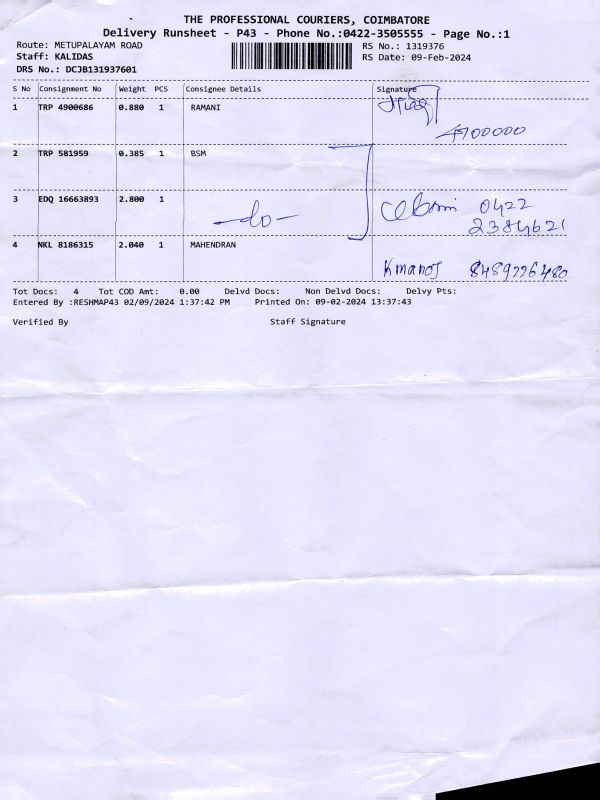 THE PROFESSIONAL COURIERS, COIMBATORE
Delivery Runsheet - P43 - Phone No.:0422-3505555 - Page No.:1
Route: METUPALAYAM ROAD RS No.: 1319376
Staff: KALIDAS RS Date: 09-Feb-2024
DRS No.: DCJB131937601
S No Consignment No Weight PCS Consignee Details Signature
1 TRP 4900686 0.880 1 RAMANI
4700000
2 TRP 581959 0.385 1 BSM
3 EDQ 16663893 2.800 1
-do- 0422
2384621
4 NKL 8186315 2.040 1 MAHENDRAN
K manoj 8489776480
Tot Docs: 4 Tot COD Amt: 0.00 Delvd Docs: Non Delvd Docs: Delvy Pts:
Entered By :RESHMAP43 02/09/2024 1:37:42 PM Printed On: 09-02-2024 13:37:43
Verified By Staff Signature